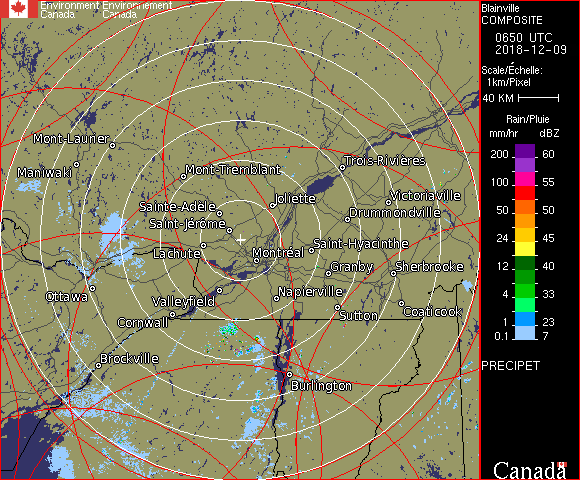 Environment Environnement
Canada Canada
Blainville
COMPOSITE
0650 UTC
2018-12-09
Scale/Échelle:
1km/Pixel
40 KM
Rain/Pluie
mm/hr dBZ
200 60
100 55
50 50
24 45
12 40
4 33
1 23
0.1 7
PRECIPET
Mont-Laurier
Maniwaki
Mont-Tremblant
Trois-Rivières
Joliette
Victoriaville
Sainte-Adèle
Drummondville
Saint-Jérôme
Lachute
Montréal
Saint-Hyacinthe
Granby
Sherbrooke
Ottawa
Valleyfield
Napierville
Cornwall
Sutton
Coaticook
Brockville
Burlington
Canada